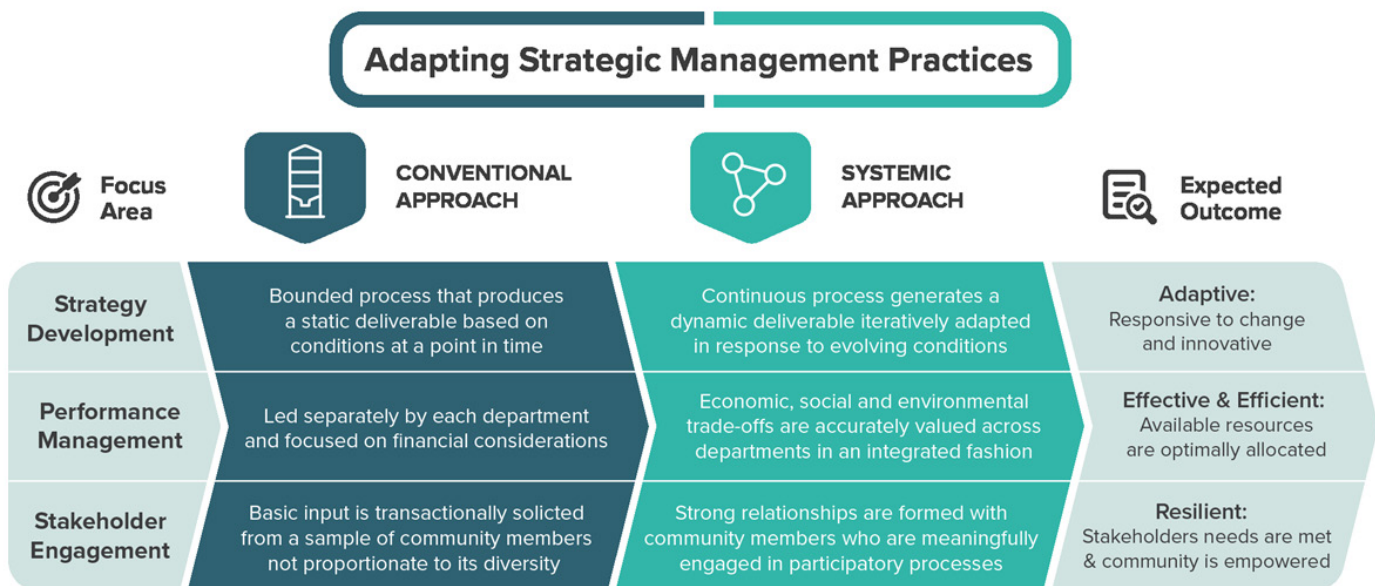 Adapting Strategic Management Practices
Focus
Area
CONVENTIONAL
APPROACH
SYSTEMIC
APPROACH
Expected
Outcome
Strategy
Development
Bounded process that produces
a static deliverable based on
conditions at a point in time
Continuous process generates a
dynamic deliverable iteratively adapted
in response to evolving conditions
Adaptive:
Responsive to change
and innovative
Performance
Management
Led separately by each department
and focused on financial considerations
Economic, social and environmental
trade-offs are accurately valued across
departments in an integrated fashion
Effective & Efficient:
Available resources
are optimally allocated
Stakeholder
Engagement
Basic input is transactionally solicted
from a sample of community members
not proportionate to its diversity
Strong relationships are formed with
community members who are meaningfully
engaged in participatory processes
Resilient:
Stakeholders needs are met
& community is empowered